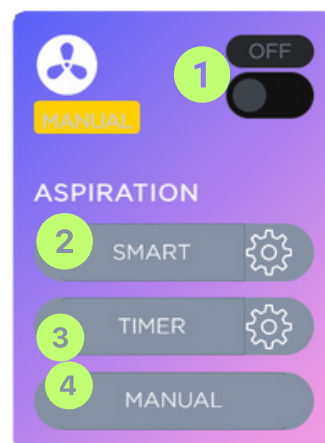 OFF
1
MANUAL
ASPIRATION
2
SMART
TIMER
3
4
MANUAL